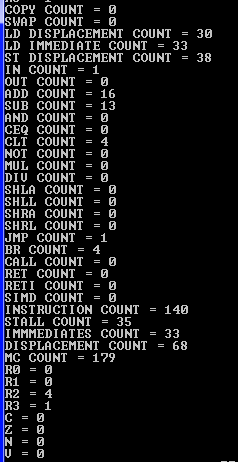 COPY COUNT = 0
SWAP COUNT = 0
LD DISPLACEMENT COUNT = 30
LD IMMEDIATE COUNT = 33
ST DISPLACEMENT COUNT = 38
IN COUNT = 1
OUT COUNT = 0
ADD COUNT = 16
SUB COUNT = 13
AND COUNT = 0
CEQ COUNT = 0
CLT COUNT = 4
NOT COUNT = 0
MUL COUNT = 0
DIV COUNT = 0
SHLA COUNT = 0
SHLL COUNT = 0
SHRA COUNT = 0
SHRL COUNT = 0
JMP COUNT = 1
BR COUNT = 4
CALL COUNT = 0
RET COUNT = 0
RETI COUNT = 0
SIMD COUNT = 0
INSTRUCTION COUNT = 140
STALL COUNT = 35
IMMMEDIATES COUNT = 33
DISPLACEMENT COUNT = 68
MC COUNT = 179
R0 = 0
R1 = 0
R2 = 4
R3 = 1
C = 0
Z = 0
N = 0
V = 0